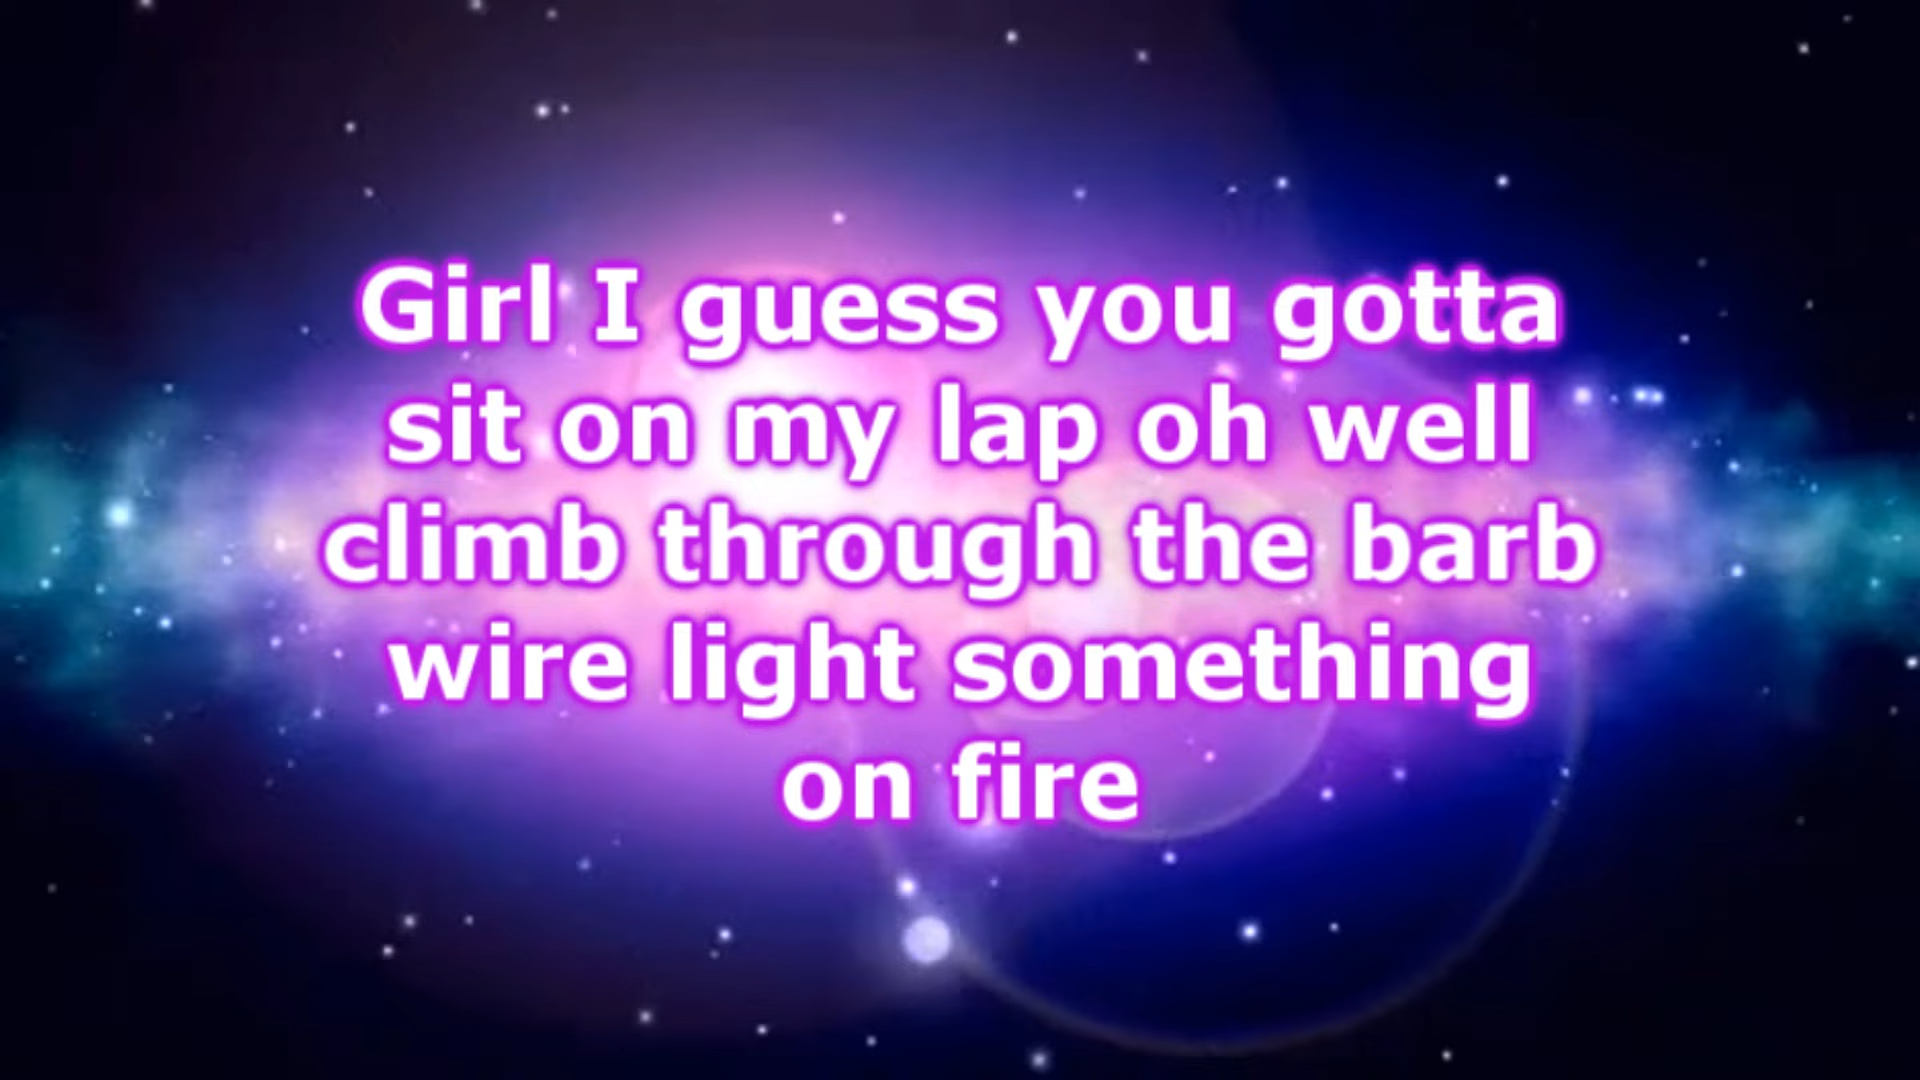 Girl I guess you gotta
sit on my lap oh well
climb through the barb
wire light something
on fire